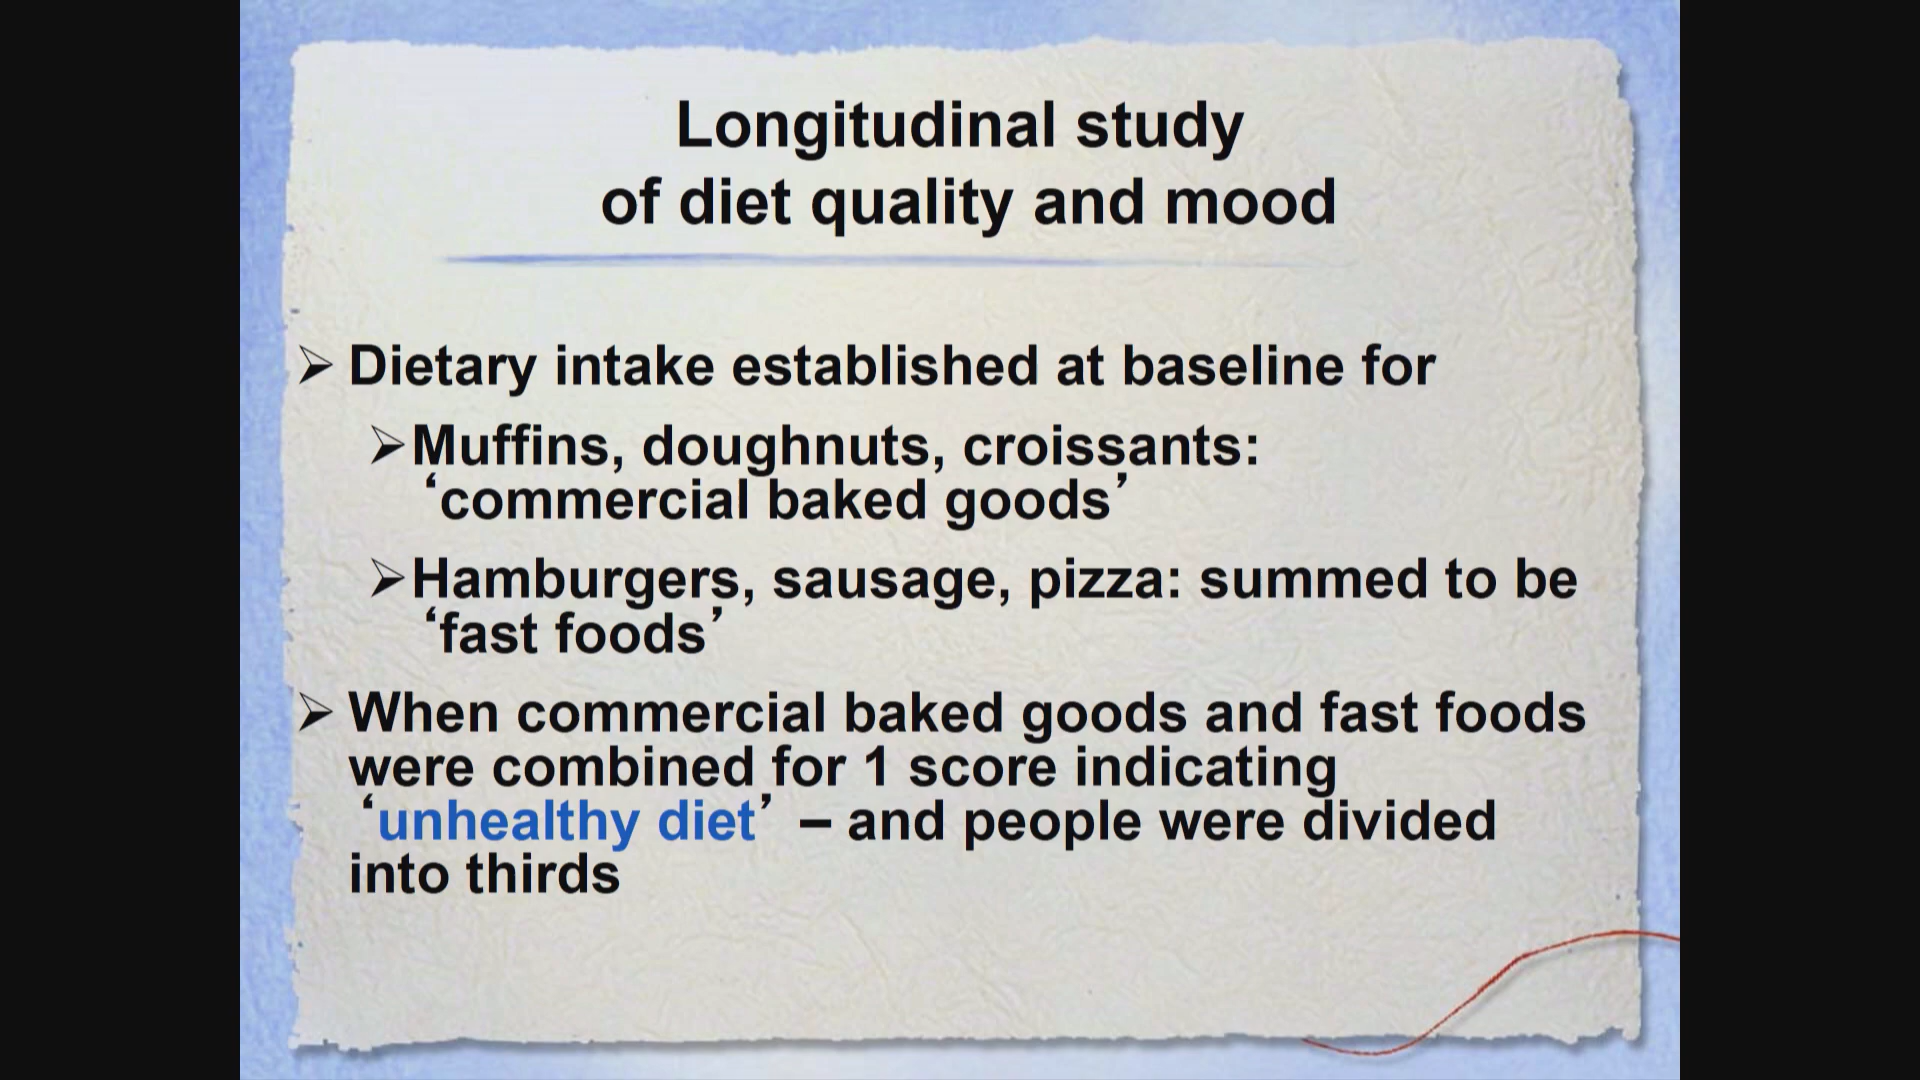 Longitudinal study
of diet quality and mood
➢ Dietary intake established at baseline for
➢ Muffins, doughnuts, croissants:
‘commercial baked goods’
➢ Hamburgers, sausage, pizza: summed to be
‘fast foods’
➢ When commercial baked goods and fast foods
were combined for 1 score indicating
‘unhealthy diet’ – and people were divided
into thirds